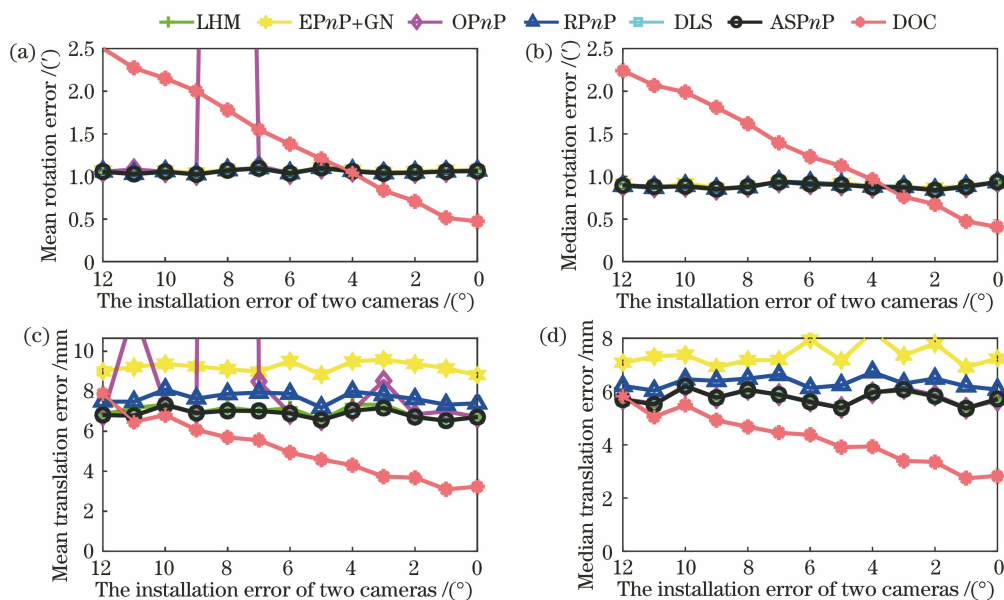 LHM EPnP+GN OPnP RPnP DLS ASPnP DOC
(a)
Mean rotation error /(′)
2.5
2.0
1.5
1.0
0.5
0
12 10 8 6 4 2 0
The installation error of two cameras /(°)
(b)
Median rotation error /(′)
2.5
2.0
1.5
1.0
0.5
0
12 10 8 6 4 2 0
The installation error of two cameras /(°)
(c)
Mean translation error /mm
10
8
6
4
2
0
12 10 8 6 4 2 0
The installation error of two cameras /(°)
(d)
Median translation error /mm
8
6
4
2
0
12 10 8 6 4 2 0
The installation error of two cameras /(°)